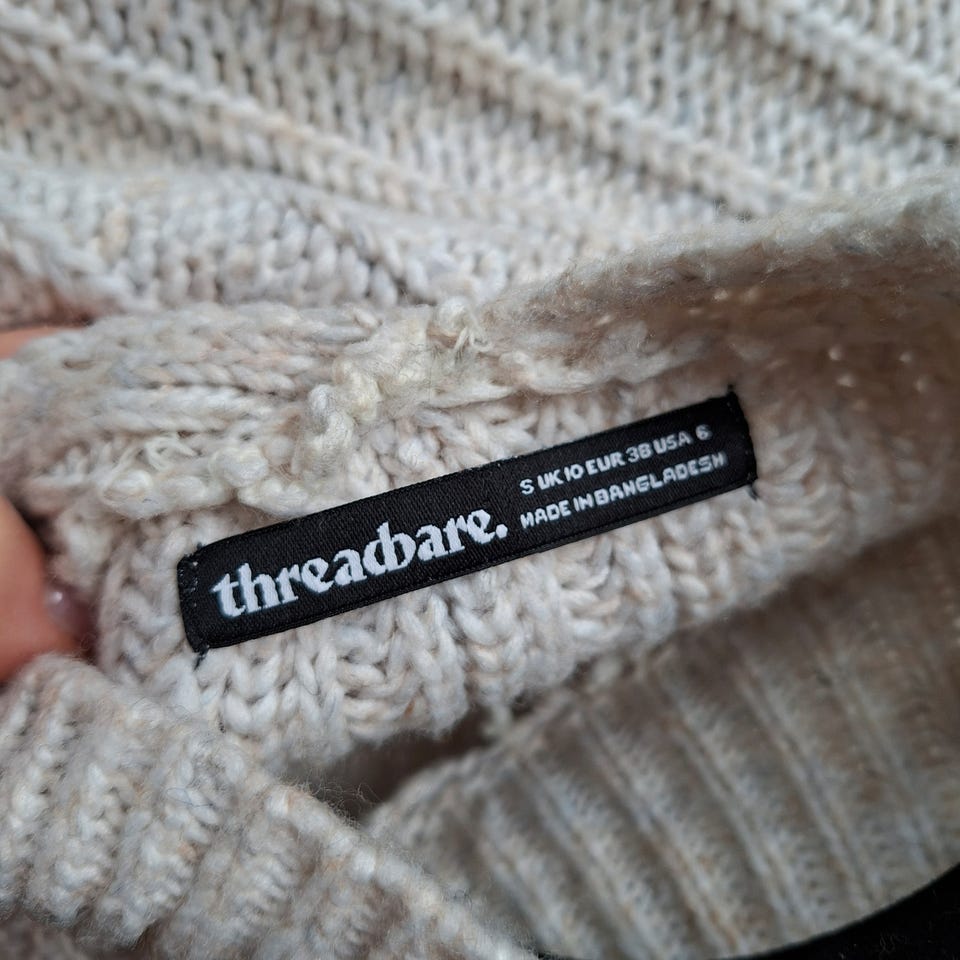 threadbare.
S UK 10 EUR 38 USA 6
MADE IN BANGLADESH